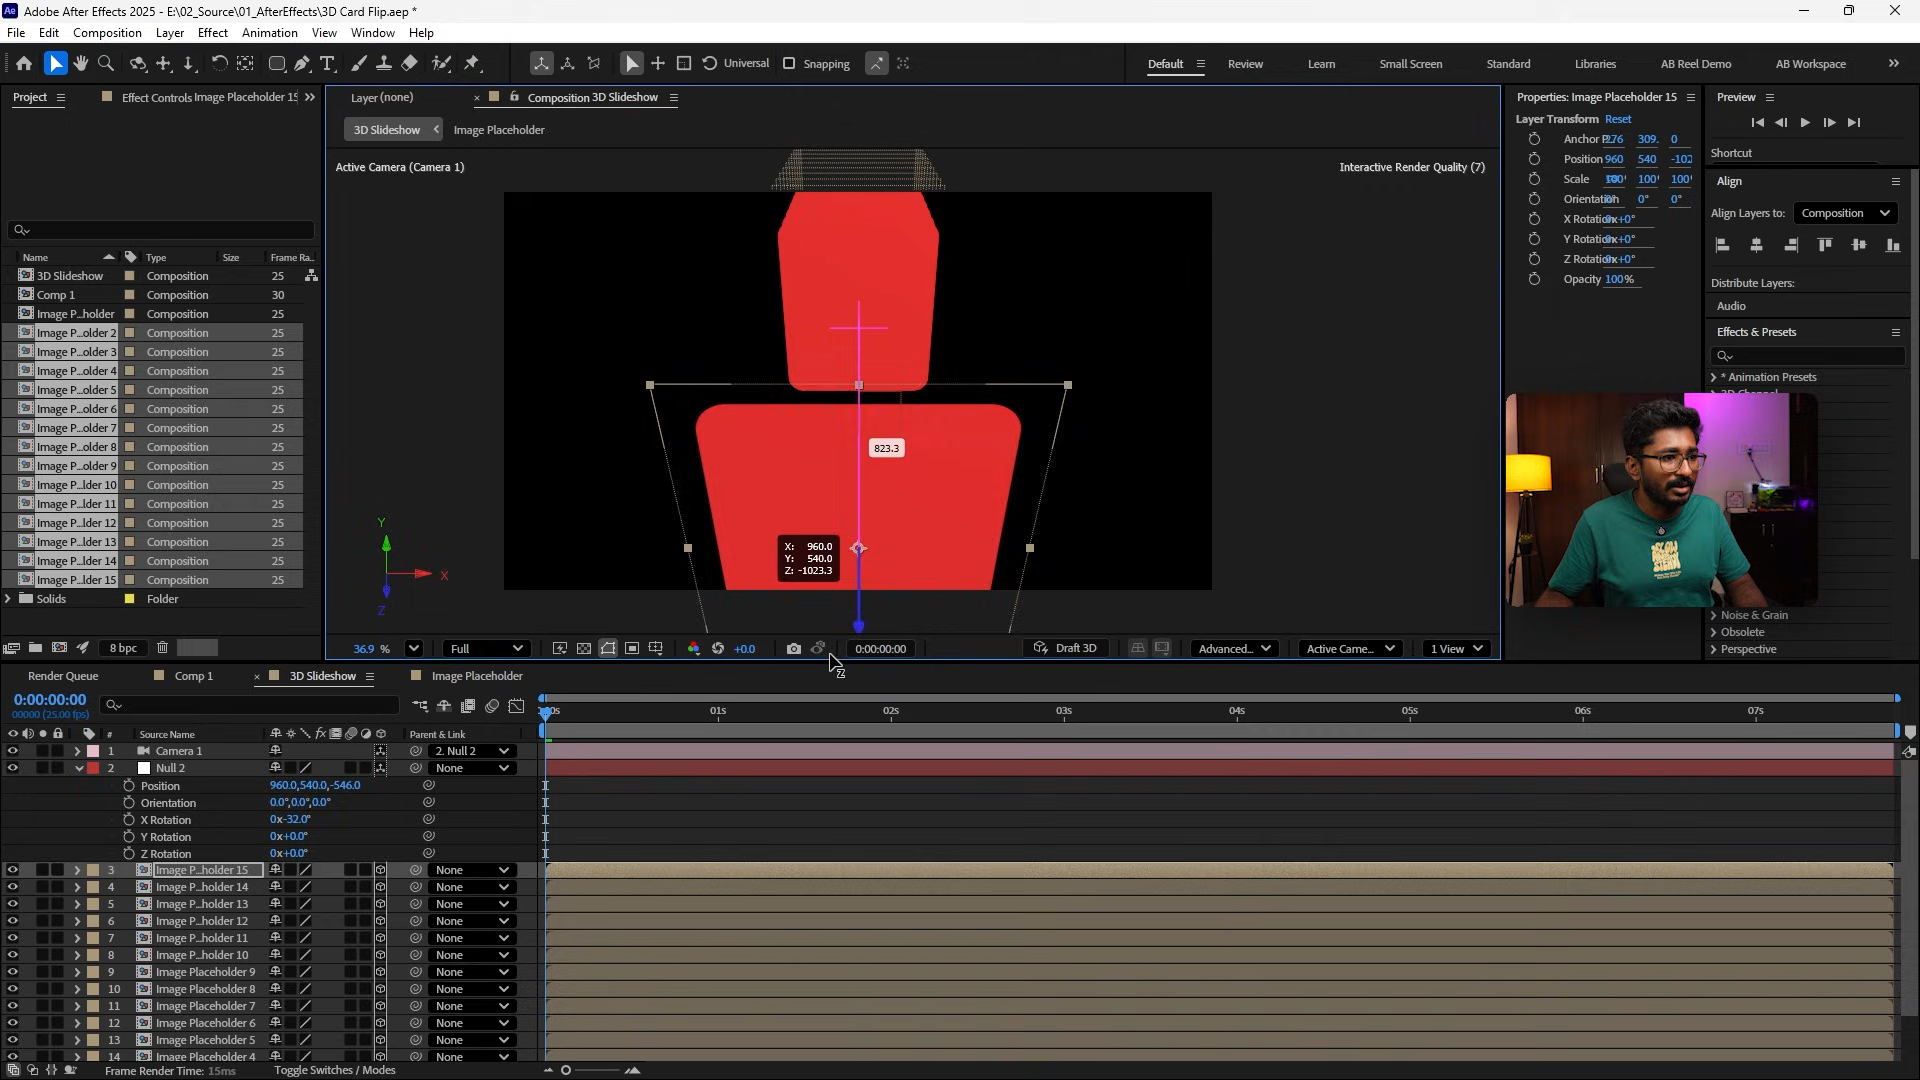 Adobe After Effects 2025 - E:\02_Source\01_AfterEffects\3D Card Flip.aep *
File Edit Composition Layer Effect Animation View Window Help
Universal Snapping
Default Review Learn Small Screen Standard Libraries AB Reel Demo AB Workspace
Project Effect Controls Image Placeholder 15
Layer (none) Composition 3D Slideshow
3D Slideshow Image Placeholder
Active Camera (Camera 1) Interactive Render Quality (7)
Name Type Size Frame Ra..
3D Slideshow Composition 25
Comp 1 Composition 30
Image P...holder Composition 25
Image P...older 2 Composition 25
Image P...older 3 Composition 25
Image P...older 4 Composition 25
Image P...older 5 Composition 25
Image P...older 6 Composition 25
Image P...older 7 Composition 25
Image P...older 8 Composition 25
Image P...older 9 Composition 25
Image P...lder 10 Composition 25
Image P...lder 11 Composition 25
Image P...lder 12 Composition 25
Image P...lder 13 Composition 25
Image P...lder 14 Composition 25
Image P...lder 15 Composition 25
Solids Folder
8 bpc
823.3
X: 960.0
Y: 540.0
Z: -1023.3
Y
X
Z
36.9 % Full +0.0 0:00:00:00 Draft 3D Advanced... Active Came... 1 View
Properties: Image Placeholder 15
Layer Transform Reset
Anchor P 276 309. 0
Position 960 540 -102
Scale 100 100 100
Orientation 0° 0° 0°
X Rotation 0x+0°
Y Rotation 0x+0°
Z Rotation 0x+0°
Opacity 100%
Preview
Shortcut
Align
Align Layers to: Composition
Distribute Layers:
Audio
Effects & Presets
* Animation Presets
3D Channel
Noise & Grain
Obsolete
Perspective
Render Queue Comp 1 3D Slideshow Image Placeholder
0:00:00:00
00000 (25.00 fps)
01s 02s 03s 04s 05s 06s 07s
# Source Name Parent & Link
1 Camera 1 2. Null 2
2 Null 2 None
Position 960.0,540.0,-546.0
Orientation 0.0°,0.0°,0.0°
X Rotation 0x-32.0°
Y Rotation 0x+0.0°
Z Rotation 0x+0.0°
3 Image P...holder 15 None
4 Image P...holder 14 None
5 Image P...holder 13 None
6 Image P...holder 12 None
7 Image P...holder 11 None
8 Image P...holder 10 None
9 Image Placeholder 9 None
10 Image Placeholder 8 None
11 Image Placeholder 7 None
12 Image Placeholder 6 None
13 Image Placeholder 5 None
14 Image Placeholder 4 None
Frame Render Time: 15ms Toggle Switches / Modes